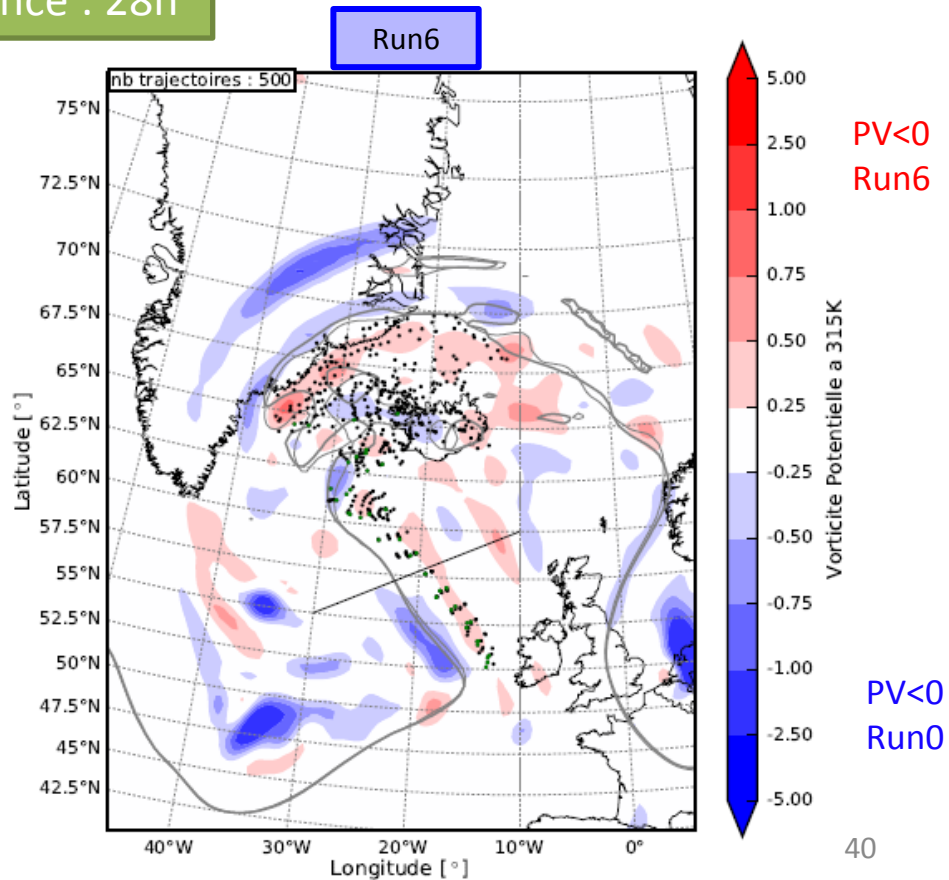 nce : 28h
Run6
nb trajectoires : 500
75°N
72.5°N
70°N
67.5°N
65°N
62.5°N
60°N
57.5°N
55°N
52.5°N
50°N
47.5°N
45°N
42.5°N
Latitude [°]
40°W 30°W 20°W 10°W 0°
Longitude [°]
5.00
2.50
1.00
0.75
0.50
0.25
-0.25
-0.50
-0.75
-1.00
-2.50
-5.00
Vorticite Potentielle a 315K
PV<0
Run6
PV<0
Run0
40